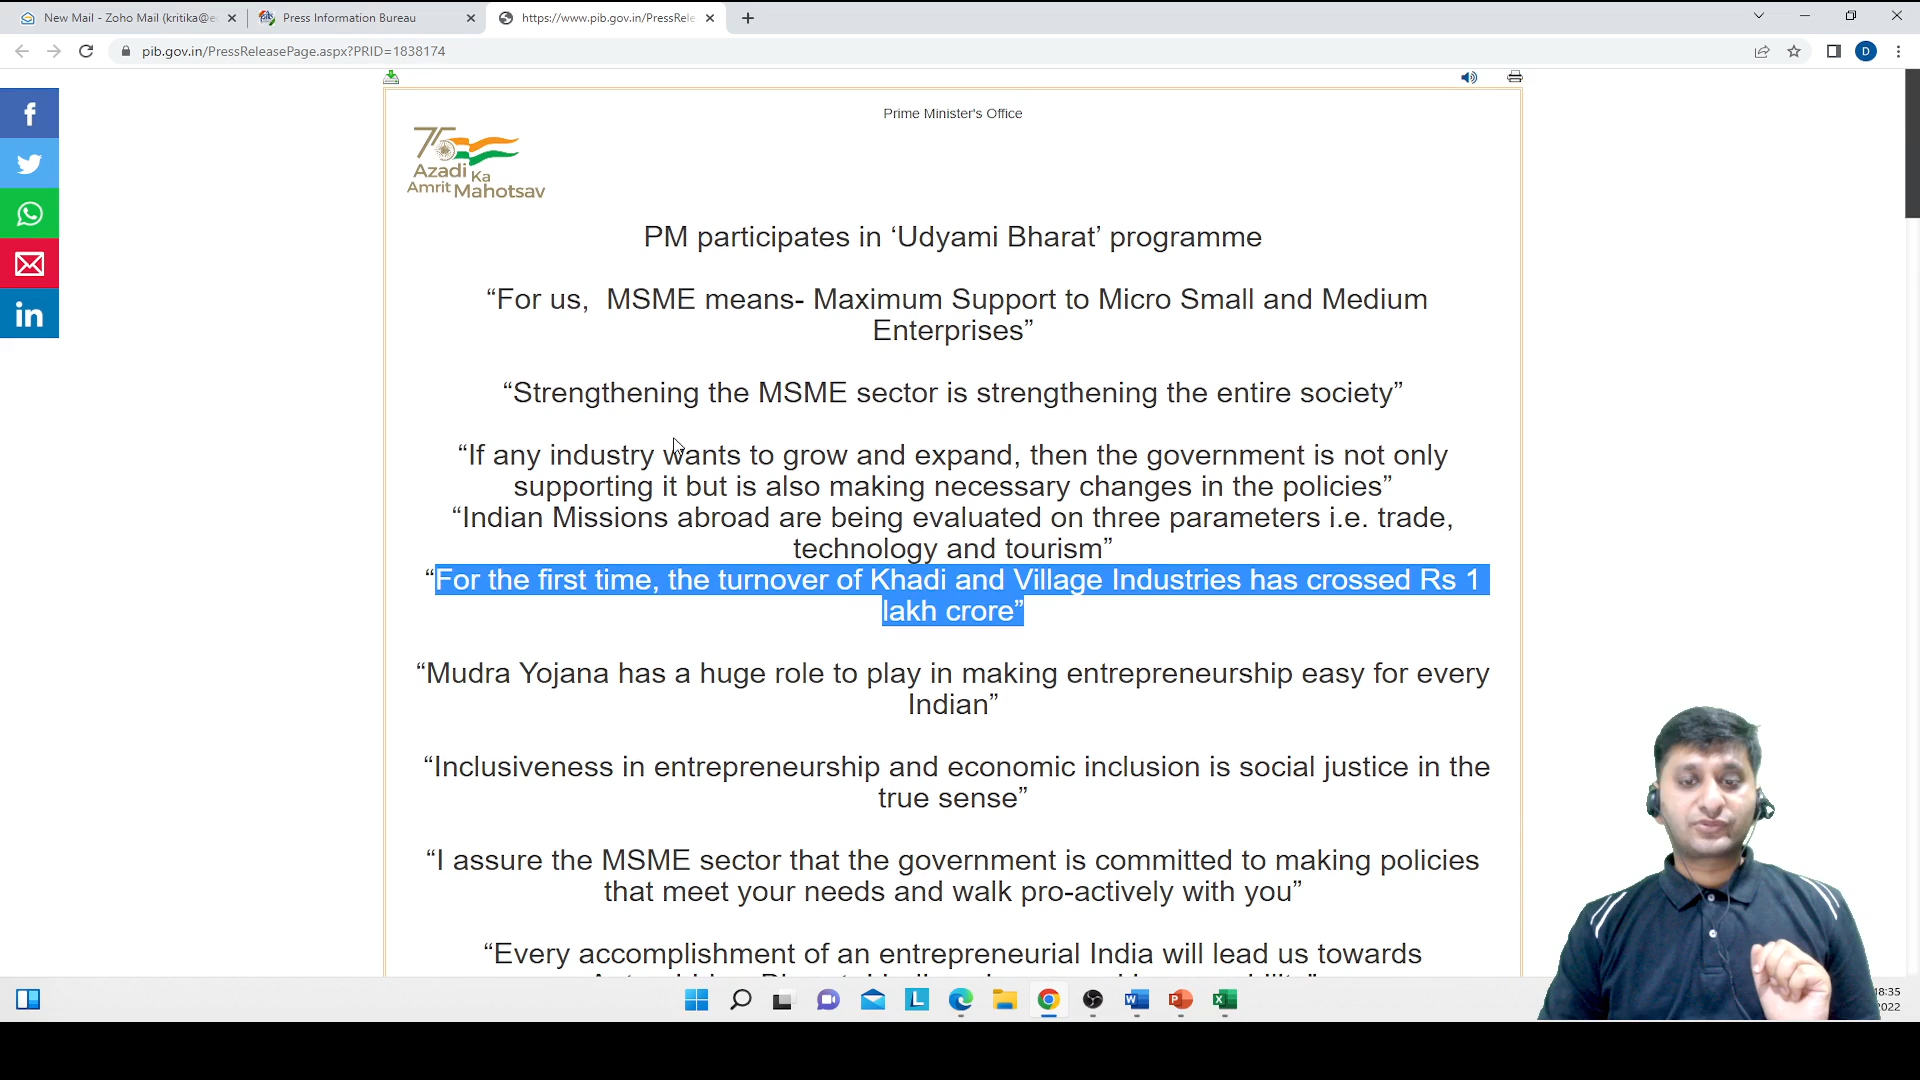 New Mail - Zoho Mail (kritika@e
Press Information Bureau
https://www.pib.gov.in/PressRele
pib.gov.in/PressReleasePage.aspx?PRID=1838174
D
Prime Minister's Office
75
Azadi Ka
Amrit Mahotsav
PM participates in ‘Udyami Bharat’ programme
“For us, MSME means- Maximum Support to Micro Small and Medium
Enterprises”
“Strengthening the MSME sector is strengthening the entire society”
“If any industry wants to grow and expand, then the government is not only
supporting it but is also making necessary changes in the policies”
“Indian Missions abroad are being evaluated on three parameters i.e. trade,
technology and tourism”
“For the first time, the turnover of Khadi and Village Industries has crossed Rs 1
lakh crore”
“Mudra Yojana has a huge role to play in making entrepreneurship easy for every
Indian”
“Inclusiveness in entrepreneurship and economic inclusion is social justice in the
true sense”
“I assure the MSME sector that the government is committed to making policies
that meet your needs and walk pro-actively with you”
“Every accomplishment of an entrepreneurial India will lead us towards
18:35
2022